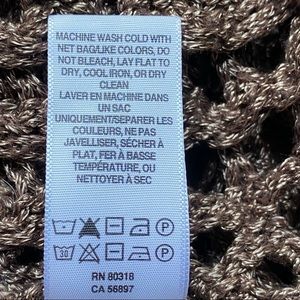 MACHINE WASH COLD WITH
NET BAG/LIKE COLORS, DO
NOT BLEACH, LAY FLAT TO
DRY, COOL IRON, OR DRY
CLEAN
LAVER EN MACHINE DANS
UN SAC
UNIQUEMENT/SEPARER LES
COULEURS, NE PAS
JAVELLISER, SÉCHER À
PLAT, FER À BASSE
TEMPÉRATURE, OU
NETTOYER À SEC
P
30 P
RN 80318
CA 56897